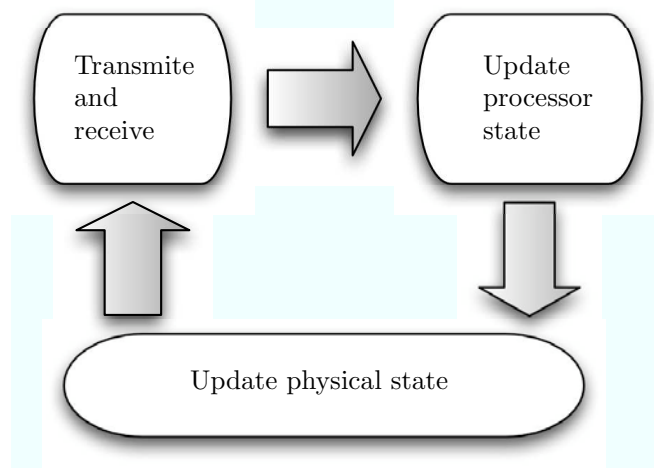 Transmite
and
receive
Update
processor
state
Update physical state